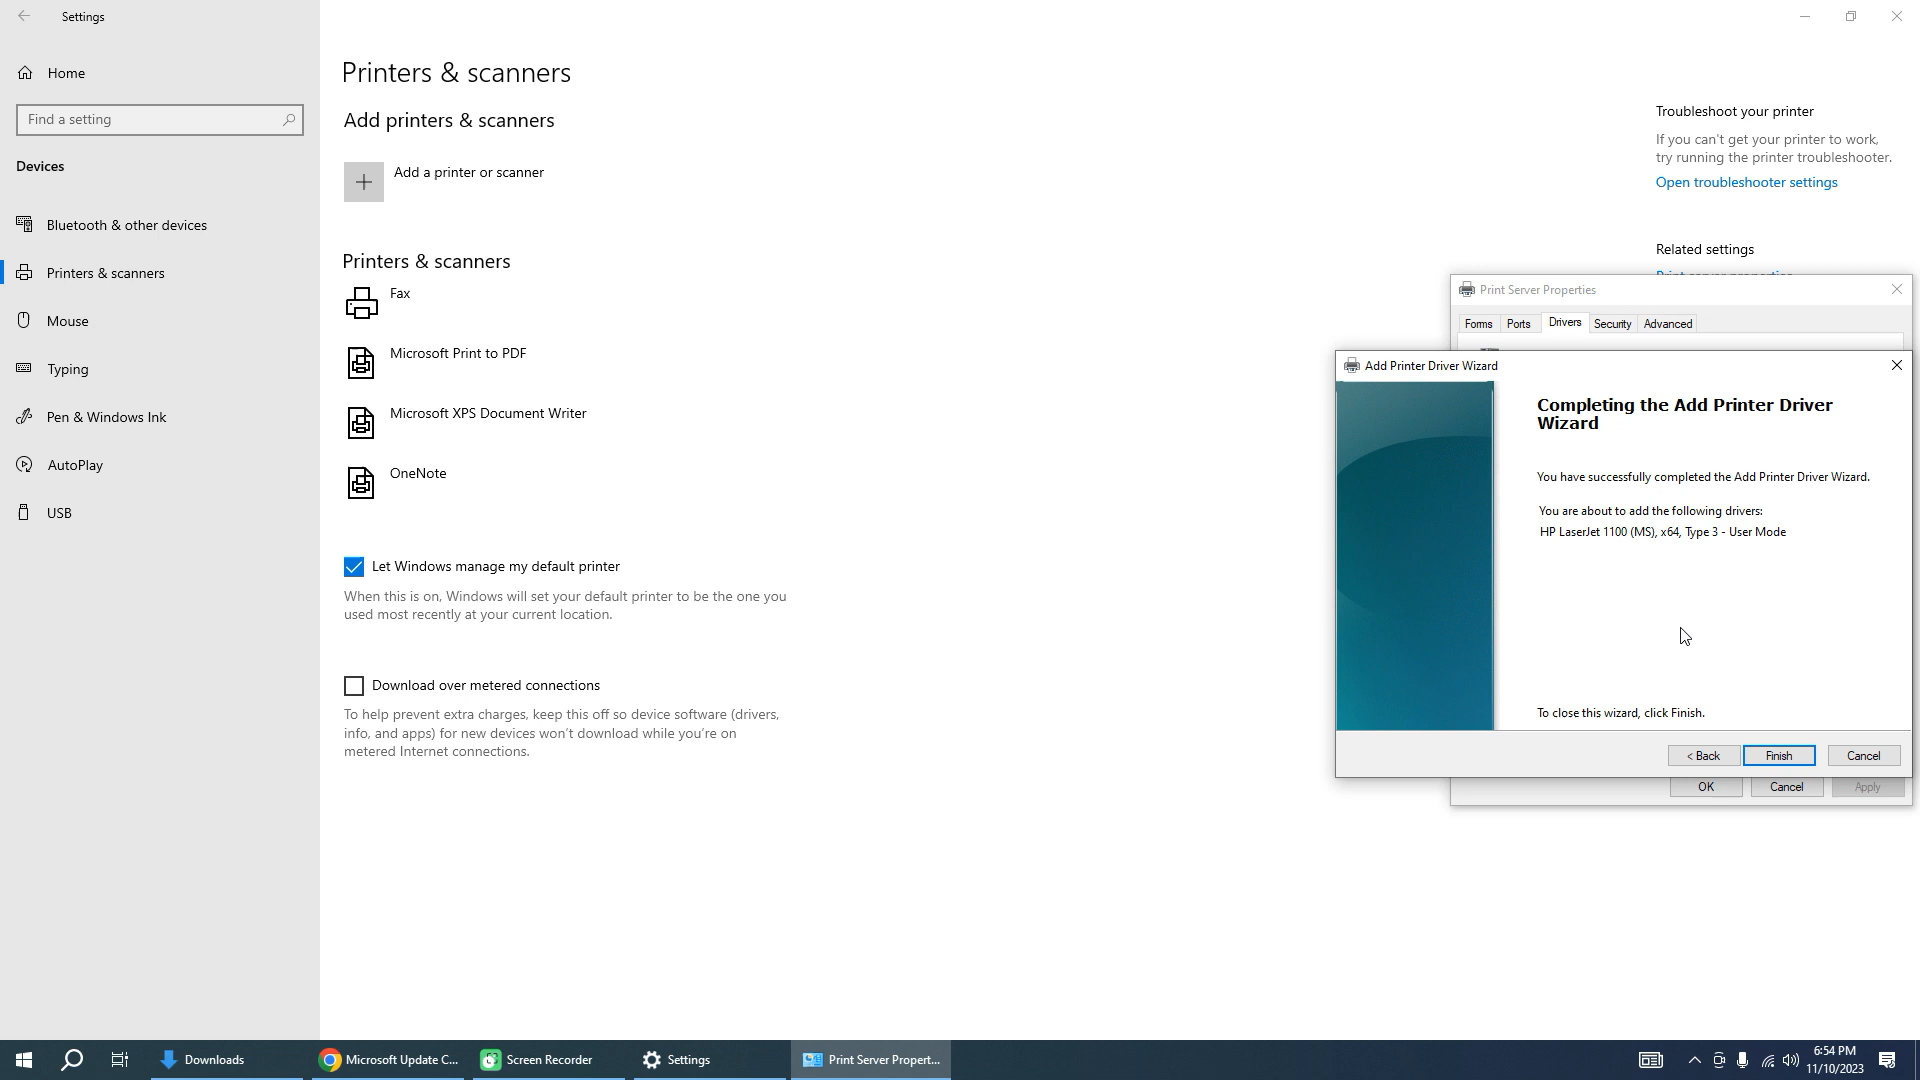 Settings
Home
Find a setting
Devices
Bluetooth & other devices
Printers & scanners
Mouse
Typing
Pen & Windows Ink
AutoPlay
USB
Printers & scanners
Add printers & scanners
Add a printer or scanner
Printers & scanners
Fax
Microsoft Print to PDF
Microsoft XPS Document Writer
OneNote
Let Windows manage my default printer
When this is on, Windows will set your default printer to be the one you
used most recently at your current location.
Download over metered connections
To help prevent extra charges, keep this off so device software (drivers,
info, and apps) for new devices won't download while you're on
metered Internet connections.
Troubleshoot your printer
If you can't get your printer to work,
try running the printer troubleshooter.
Open troubleshooter settings
Related settings
Print server properties
Print Server Properties
Forms Ports Drivers Security Advanced
Add Printer Driver Wizard
Completing the Add Printer Driver
Wizard
You have successfully completed the Add Printer Driver Wizard.
You are about to add the following drivers:
HP LaserJet 1100 (MS), x64, Type 3 - User Mode
To close this wizard, click Finish.
< Back Finish Cancel
OK Cancel Apply
Downloads Microsoft Update C... Screen Recorder Settings Print Server Propert...
6:54 PM
11/10/2023